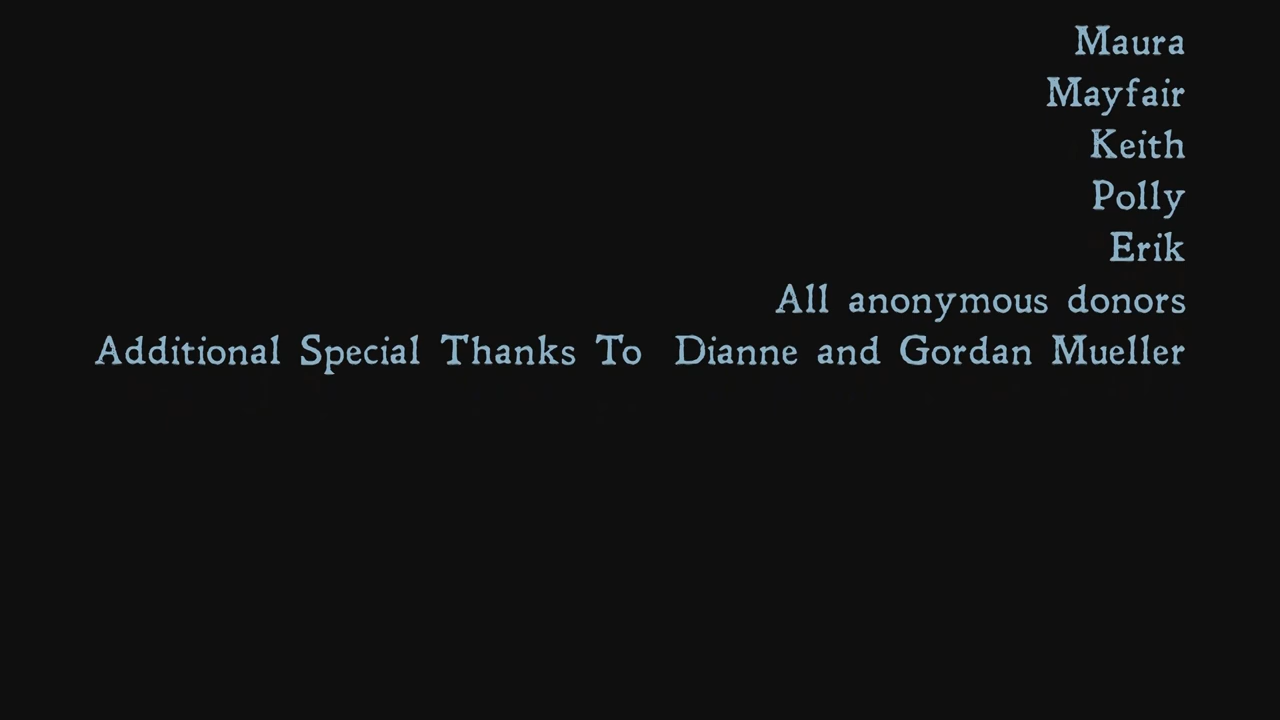 Maura
Mayfair
Keith
Polly
Erik
All anonymous donors
Additional Special Thanks To Dianne and Gordan Mueller